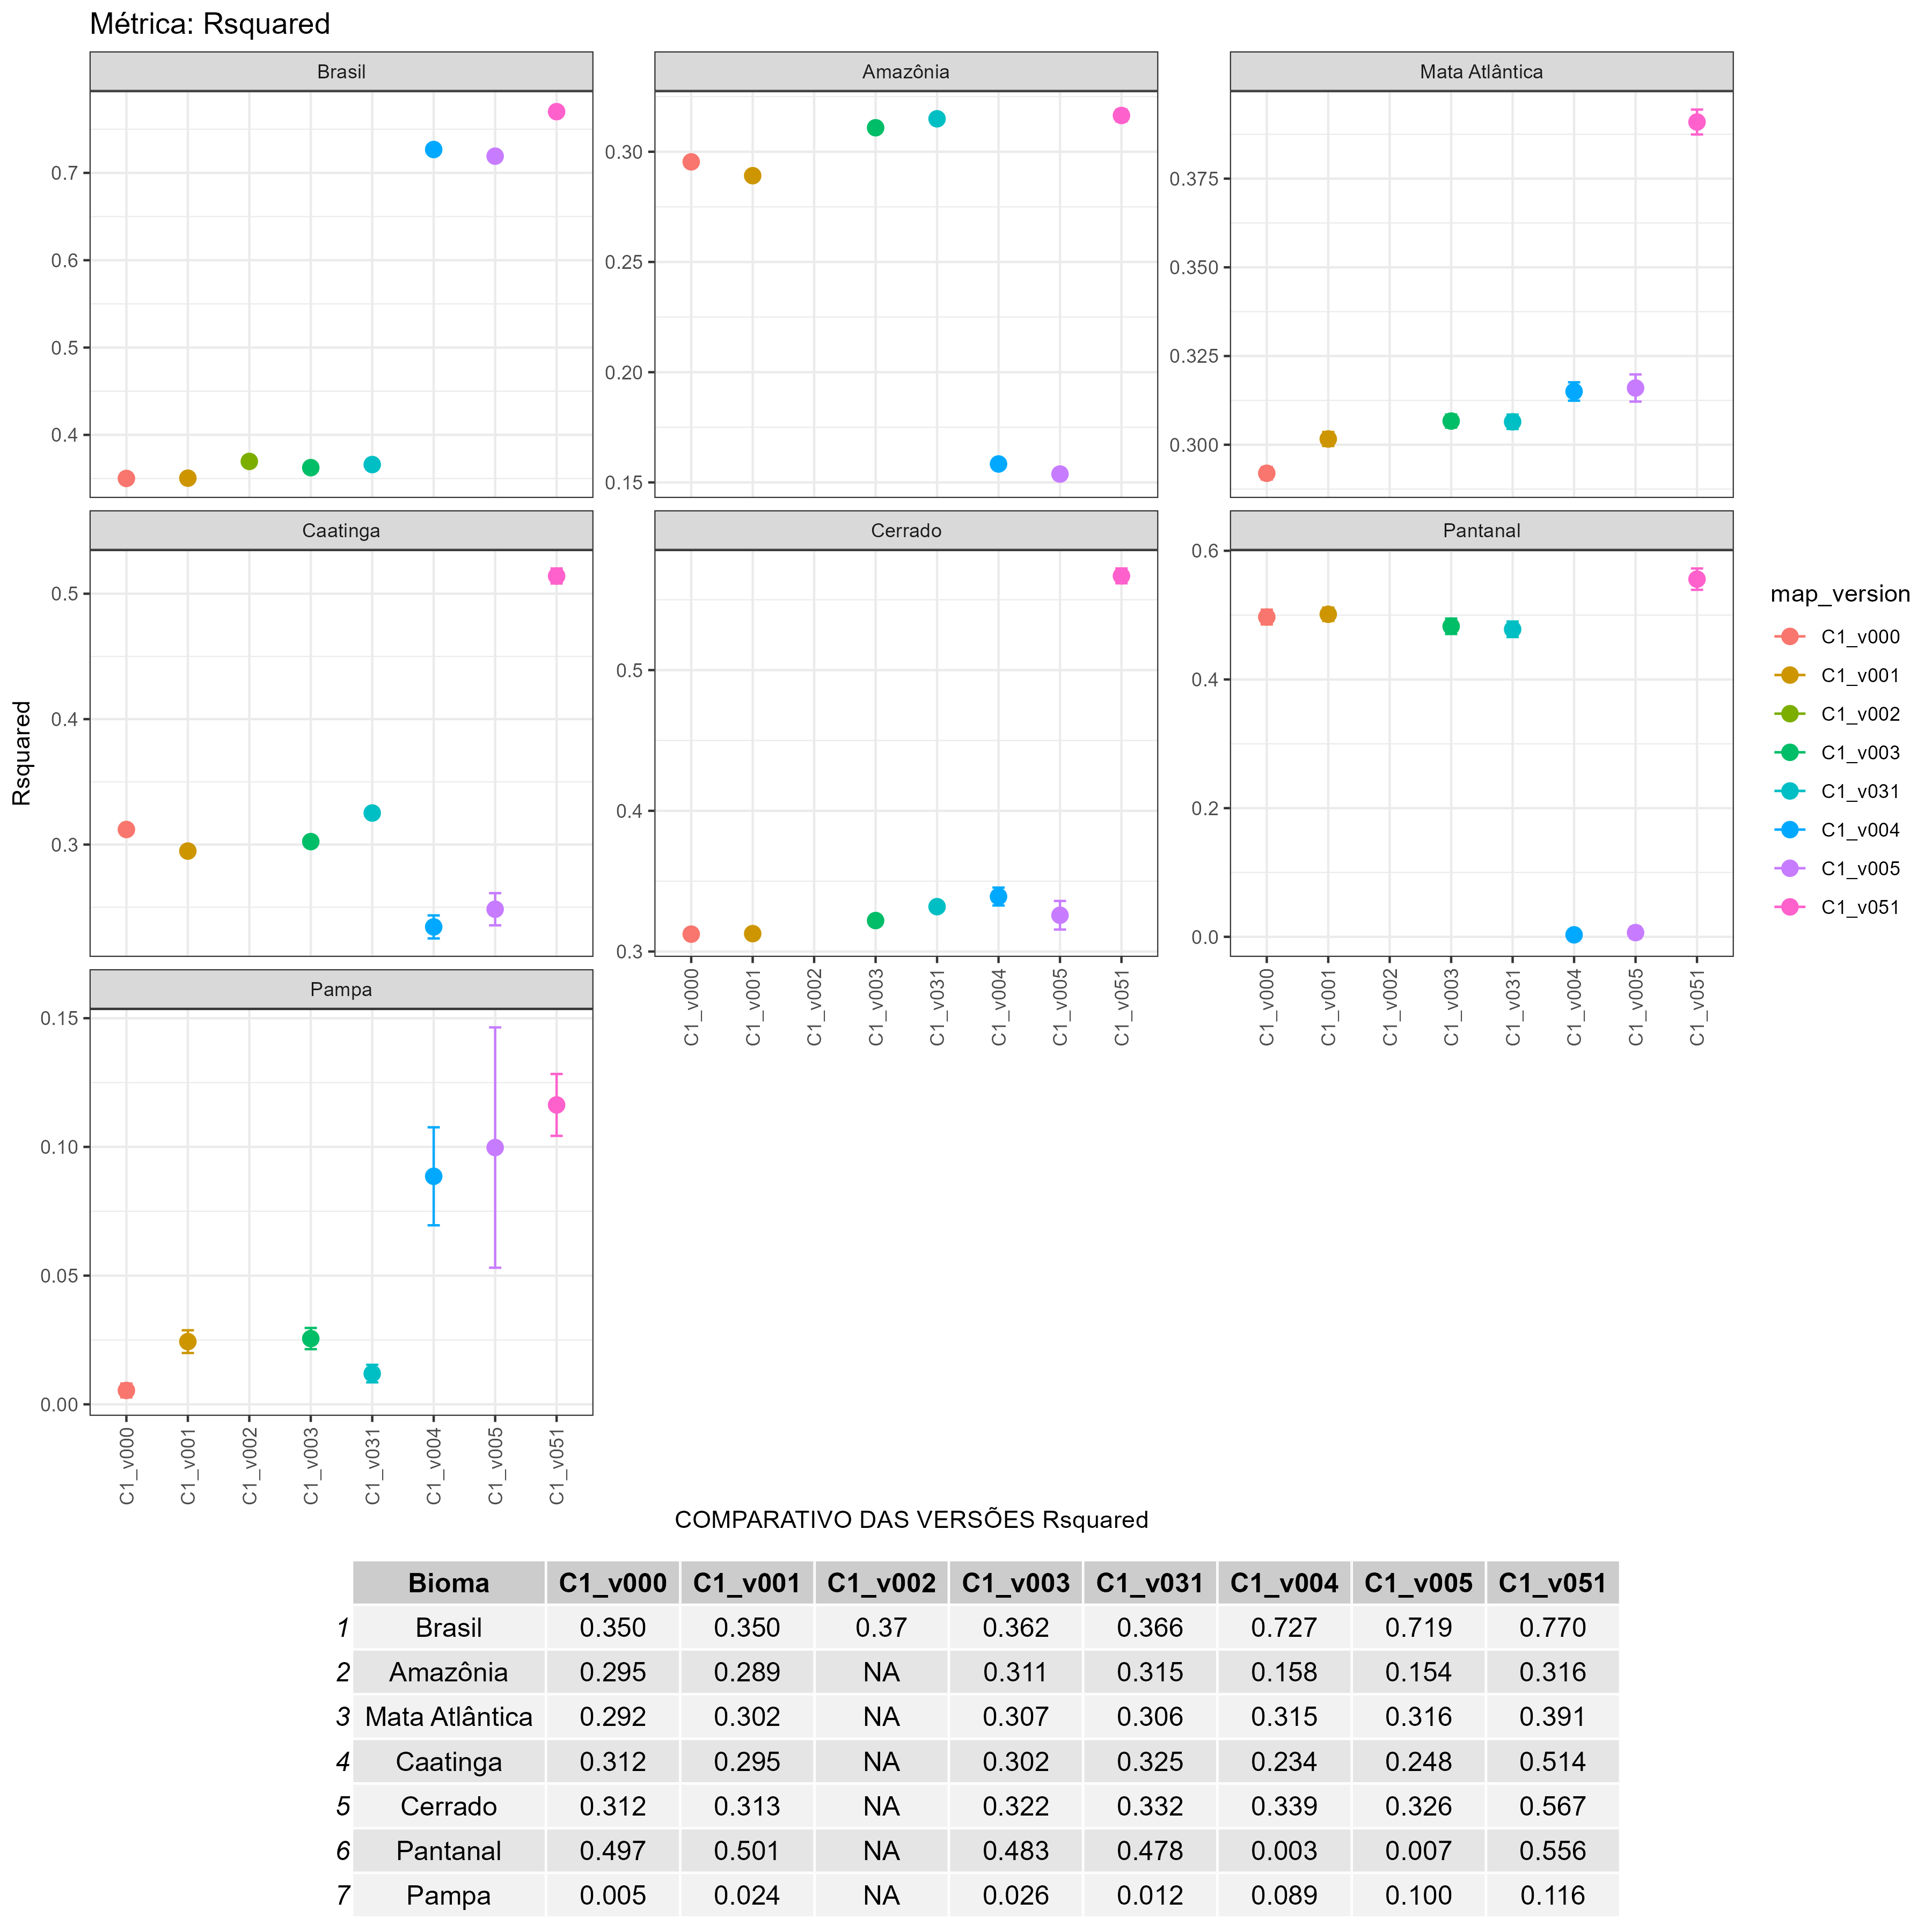 Métrica: Rsquared
Brasil
Amazônia
Mata Atlântica
0.7
0.6
0.5
0.4
0.30
0.25
0.20
0.15
0.375
0.350
0.325
0.300
Caatinga
Cerrado
Pantanal
Rsquared
0.5
0.4
0.3
0.5
0.4
0.3
0.6
0.4
0.2
0.0
C1_v000
C1_v001
C1_v002
C1_v003
C1_v031
C1_v004
C1_v005
C1_v051
C1_v000
C1_v001
C1_v002
C1_v003
C1_v031
C1_v004
C1_v005
C1_v051
map_version
C1_v000
C1_v001
C1_v002
C1_v003
C1_v031
C1_v004
C1_v005
C1_v051
Pampa
0.15
0.10
0.05
0.00
C1_v000
C1_v001
C1_v002
C1_v003
C1_v031
C1_v004
C1_v005
C1_v051
COMPARATIVO DAS VERSÕES Rsquared
Bioma C1_v000 C1_v001 C1_v002 C1_v003 C1_v031 C1_v004 C1_v005 C1_v051
1 Brasil 0.350 0.350 0.37 0.362 0.366 0.727 0.719 0.770
2 Amazônia 0.295 0.289 NA 0.311 0.315 0.158 0.154 0.316
3 Mata Atlântica 0.292 0.302 NA 0.307 0.306 0.315 0.316 0.391
4 Caatinga 0.312 0.295 NA 0.302 0.325 0.234 0.248 0.514
5 Cerrado 0.312 0.313 NA 0.322 0.332 0.339 0.326 0.567
6 Pantanal 0.497 0.501 NA 0.483 0.478 0.003 0.007 0.556
7 Pampa 0.005 0.024 NA 0.026 0.012 0.089 0.100 0.116